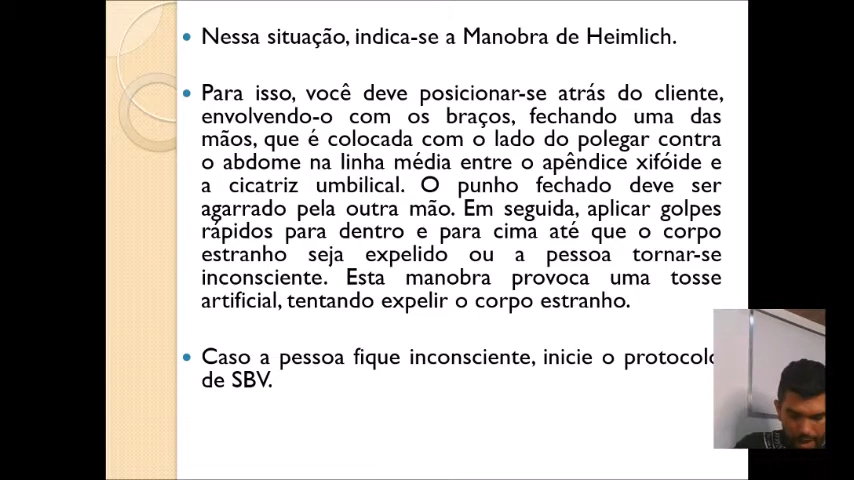 Nessa situação, indica-se a Manobra de Heimlich.
Para isso, você deve posicionar-se atrás do cliente,
envolvendo-o com os braços, fechando uma das
mãos, que é colocada com o lado do polegar contra
o abdome na linha média entre o apêndice xifóide e
a cicatriz umbilical. O punho fechado deve ser
agarrado pela outra mão. Em seguida, aplicar golpes
rápidos para dentro e para cima até que o corpo
estranho seja expelido ou a pessoa tornar-se
inconsciente. Esta manobra provoca uma tosse
artificial, tentando expelir o corpo estranho.
Caso a pessoa fique inconsciente, inicie o protocolo
de SBV.